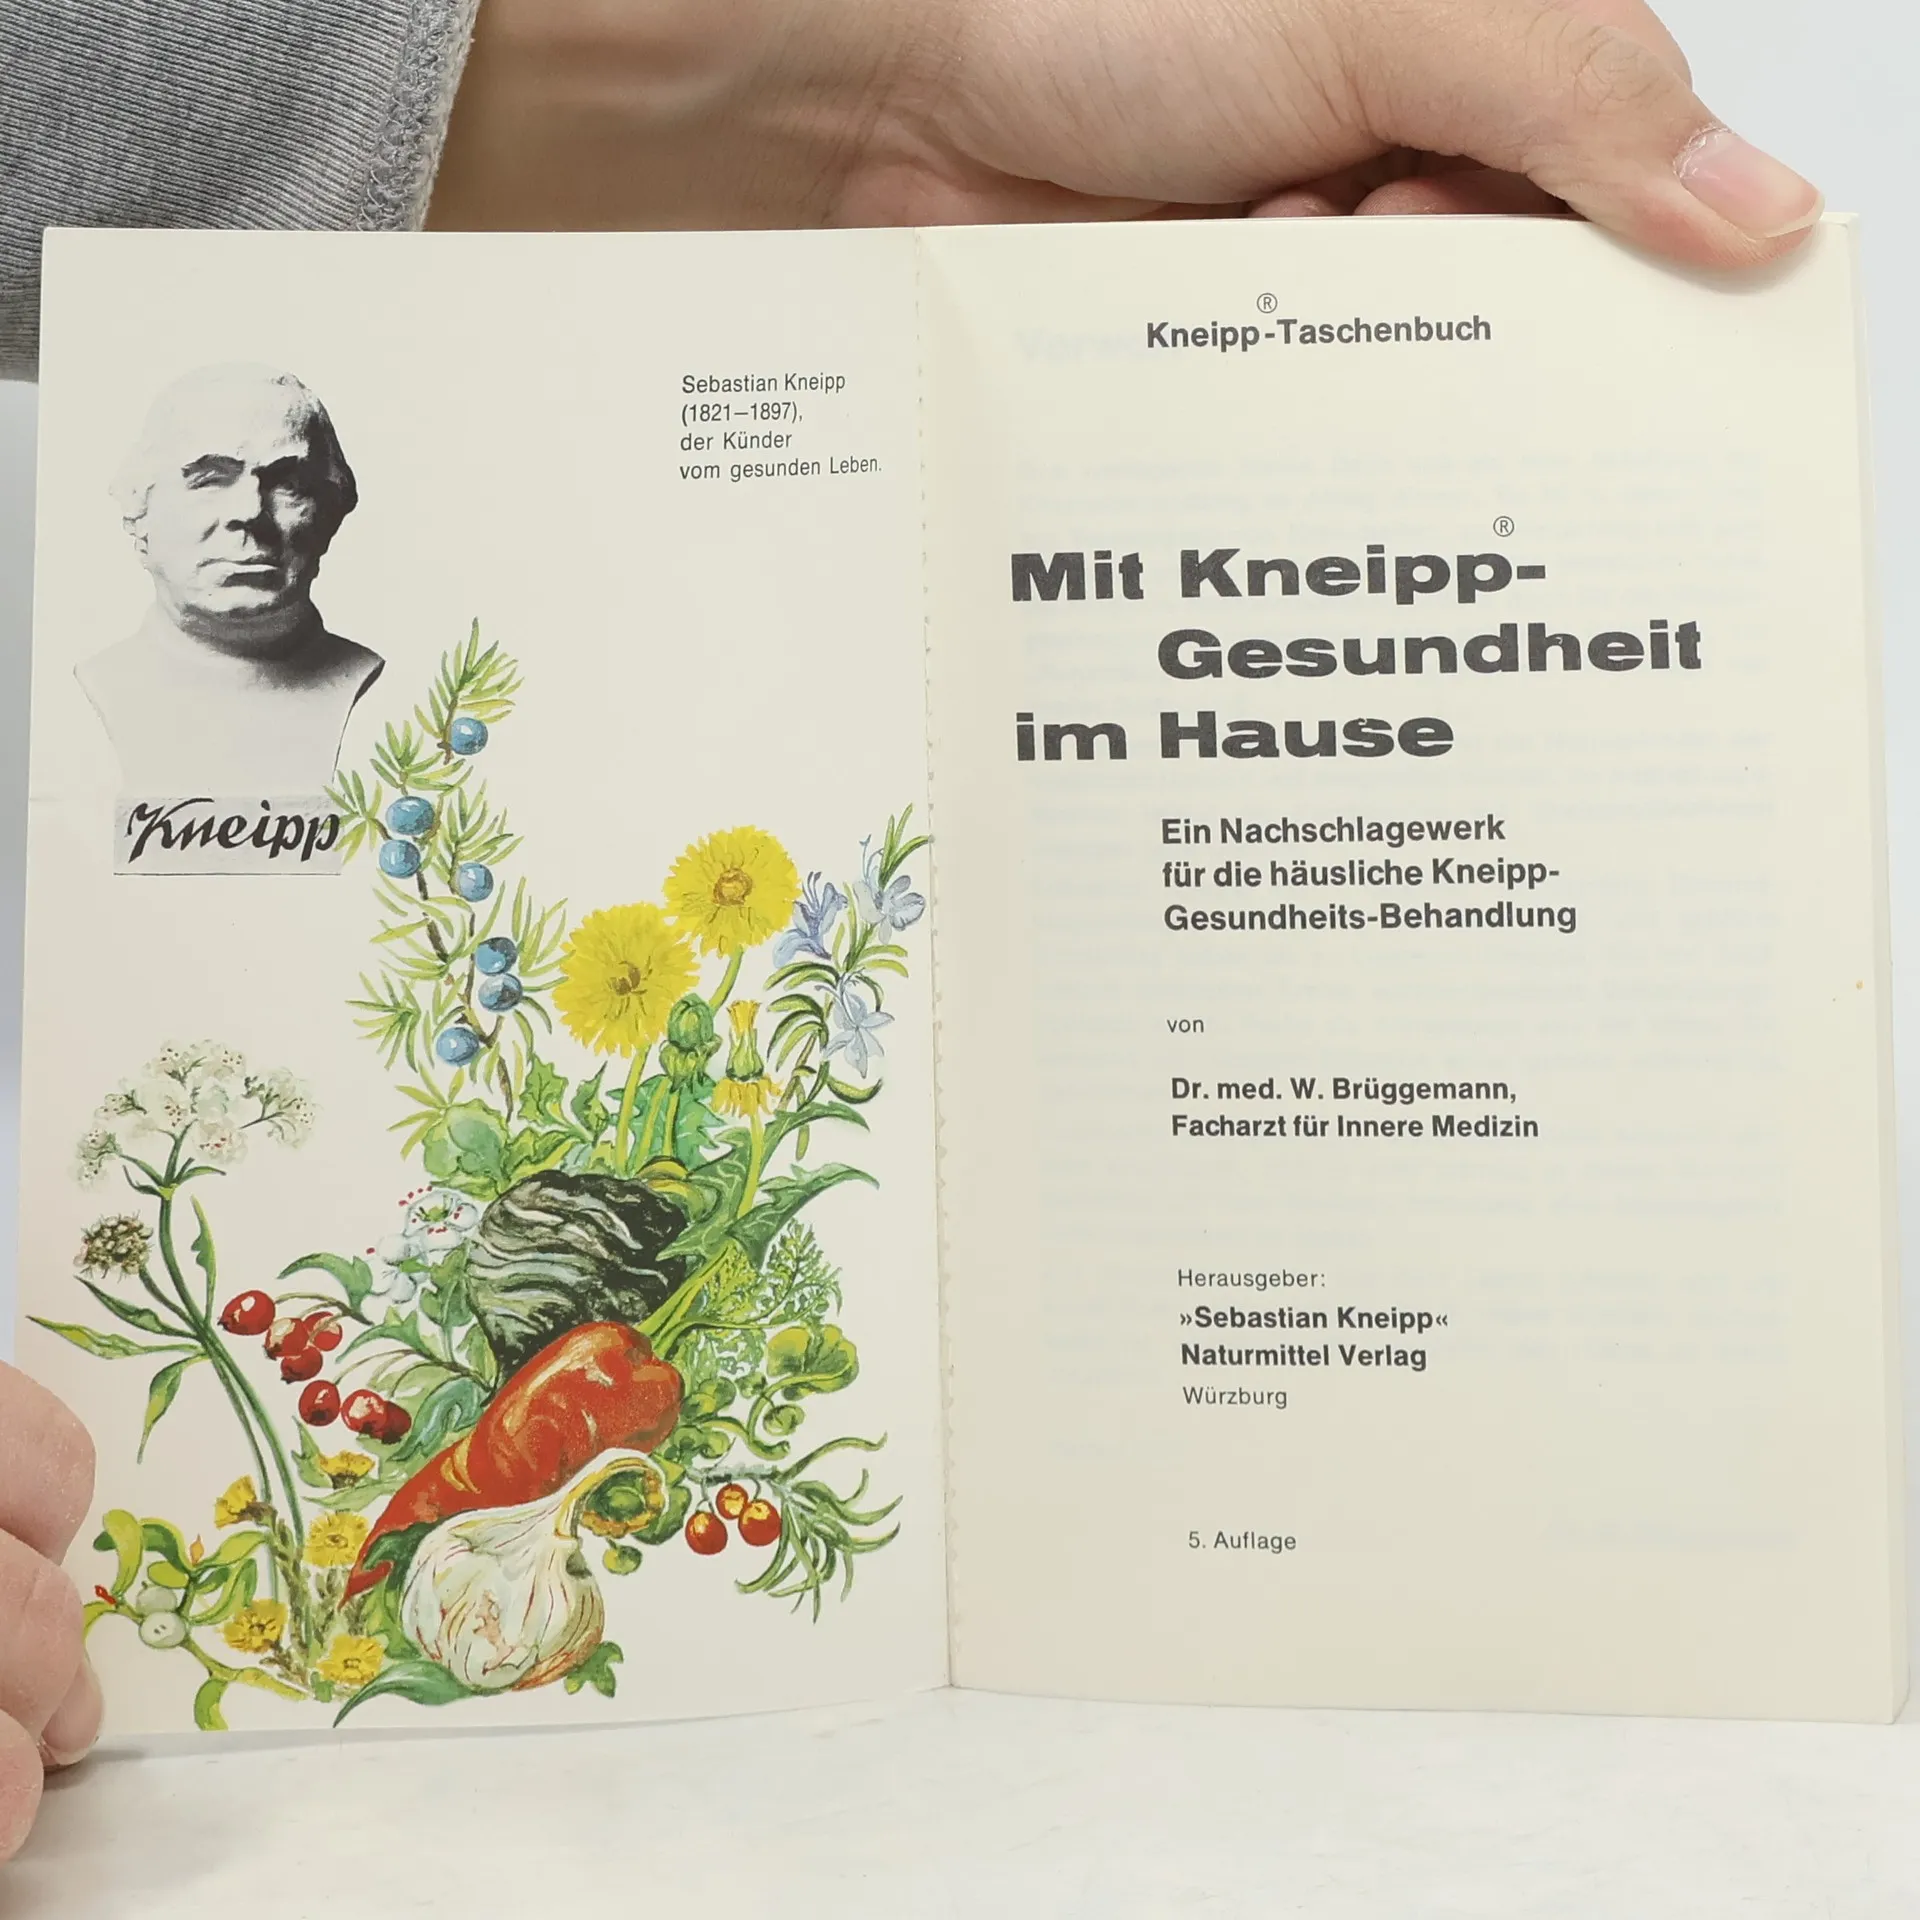 Sebastian Kneipp
(1821–1897),
der Künder
vom gesunden Leben.
Kneipp
Kneipp®-Taschenbuch
Mit Kneipp®-
Gesundheit
im Hause
Ein Nachschlagewerk
für die häusliche Kneipp-
Gesundheits-Behandlung
von
Dr. med. W. Brüggemann,
Facharzt für Innere Medizin
Herausgeber:
»Sebastian Kneipp«
Naturmittel Verlag
Würzburg
5. Auflage